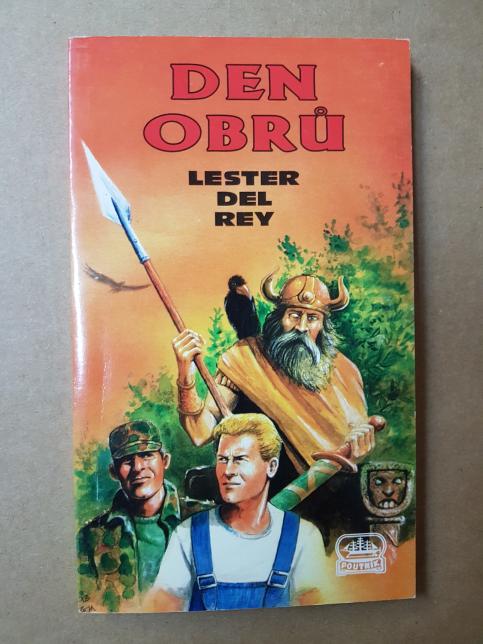 DEN
OBRŮ
LESTER
DEL
REY
POUTNÍK